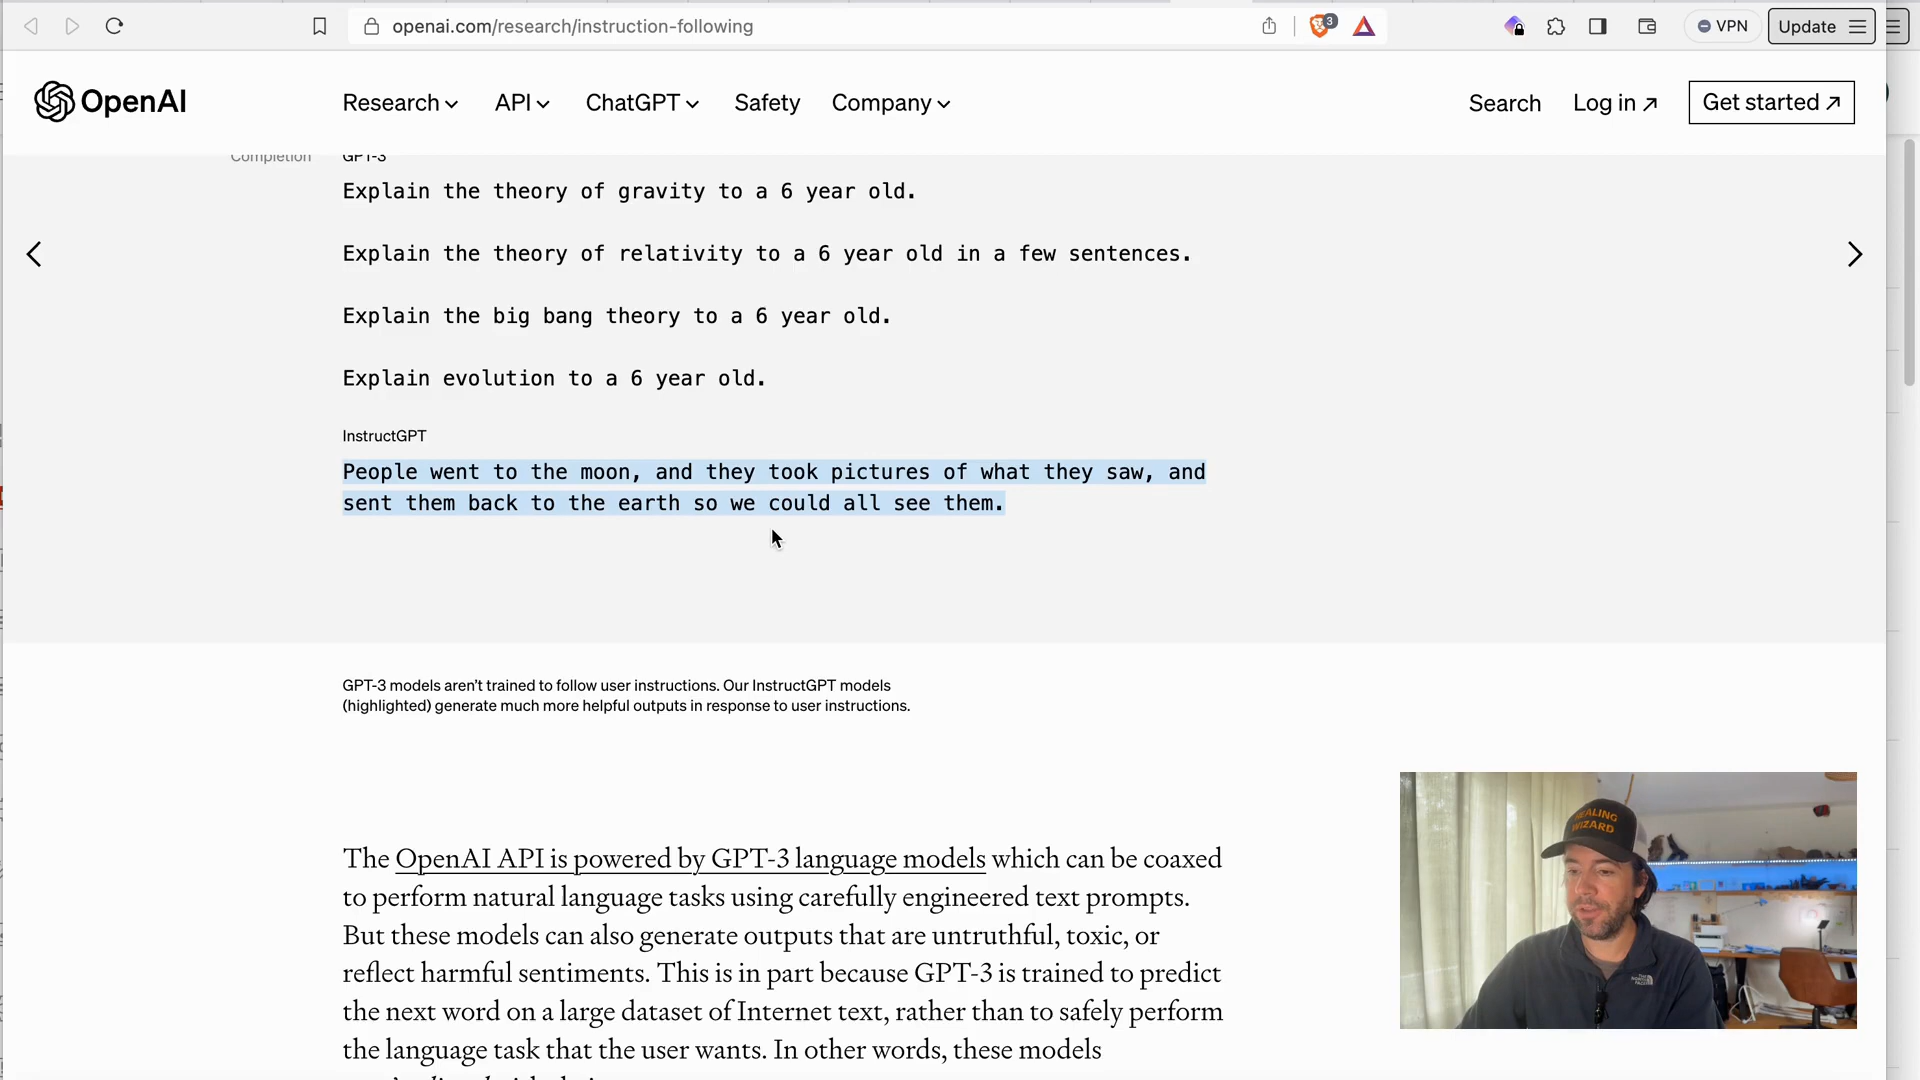 openai.com/research/instruction-following
3
VPN
Update
OpenAI
Research
API
ChatGPT
Safety
Company
Search
Log in ↗
Get started ↗
Completion
GPT-3
Explain the theory of gravity to a 6 year old.
Explain the theory of relativity to a 6 year old in a few sentences.
Explain the big bang theory to a 6 year old.
Explain evolution to a 6 year old.
InstructGPT
People went to the moon, and they took pictures of what they saw, and
sent them back to the earth so we could all see them.
GPT-3 models aren't trained to follow user instructions. Our InstructGPT models
(highlighted) generate much more helpful outputs in response to user instructions.
The OpenAI API is powered by GPT-3 language models which can be coaxed
to perform natural language tasks using carefully engineered text prompts.
But these models can also generate outputs that are untruthful, toxic, or
reflect harmful sentiments. This is in part because GPT-3 is trained to predict
the next word on a large dataset of Internet text, rather than to safely perform
the language task that the user wants. In other words, these models
HEALING
WIZARD